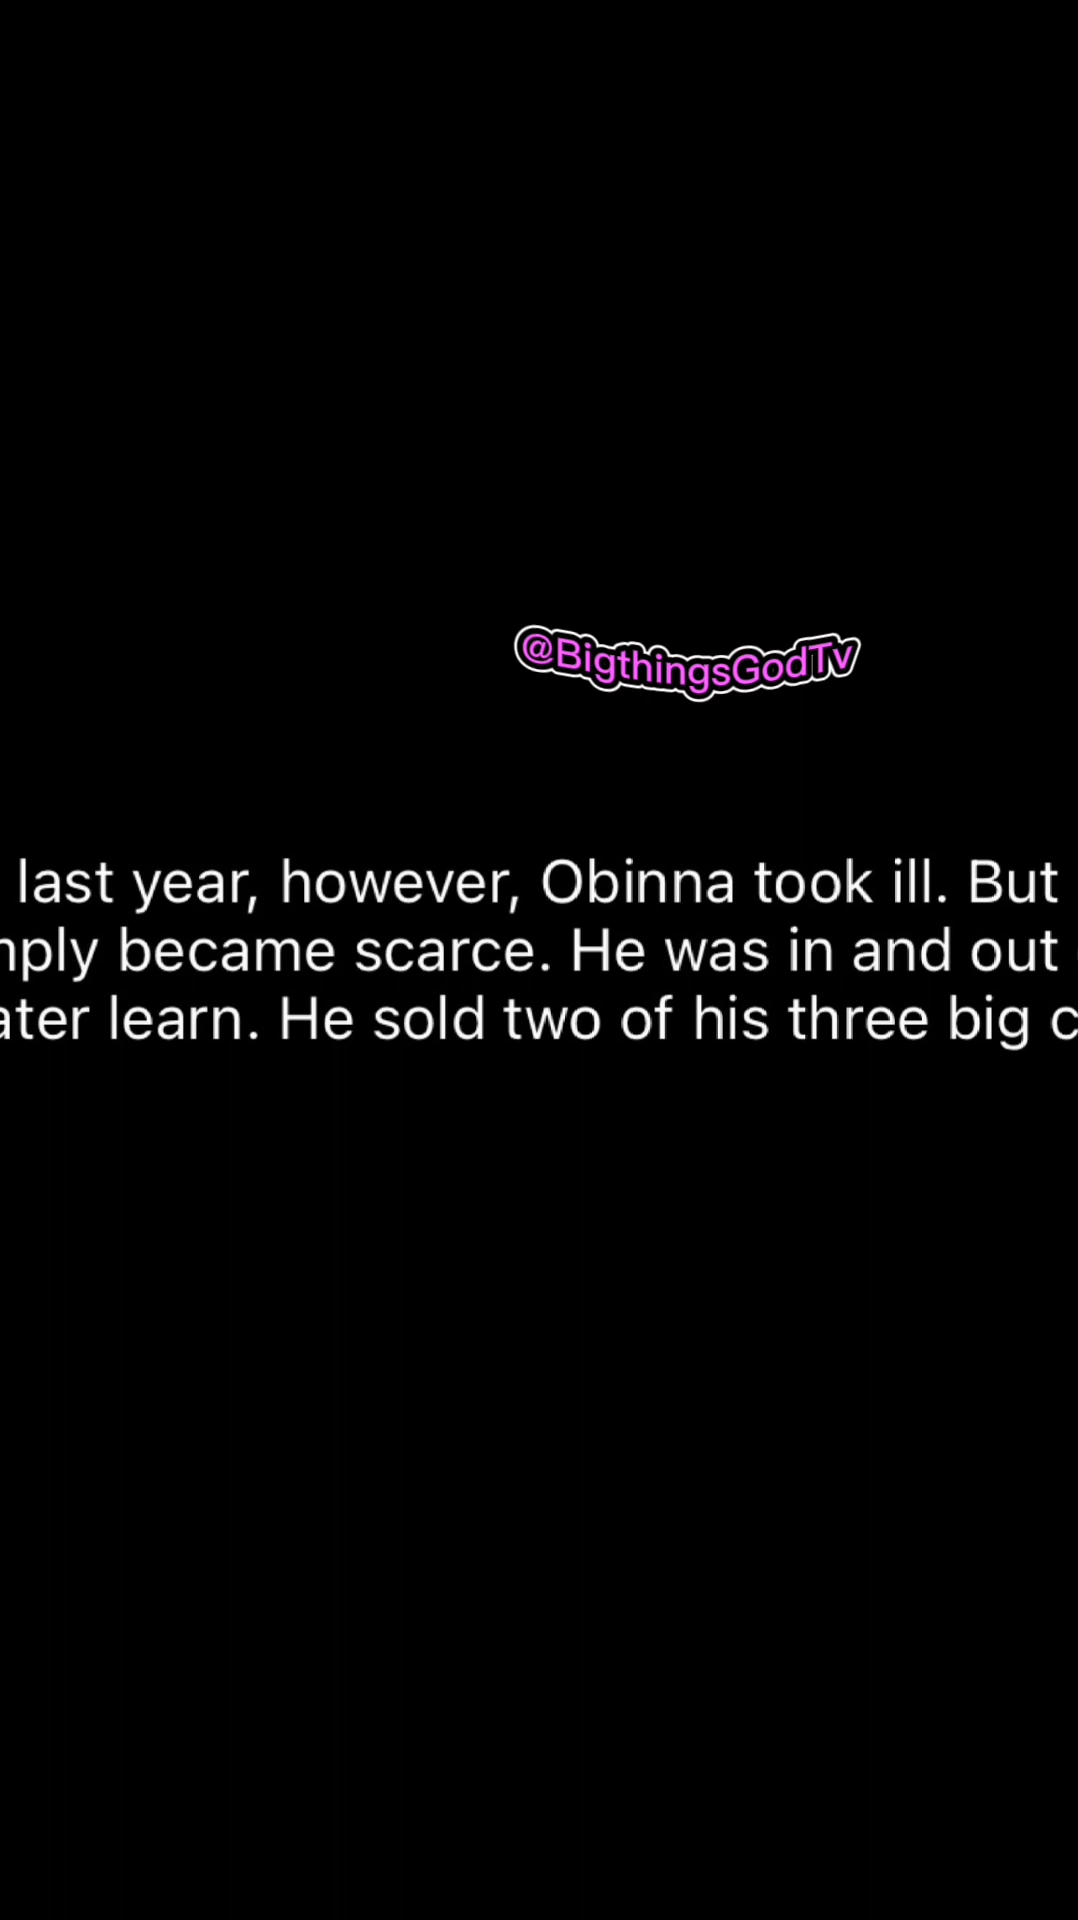 @BigthingsGodTv
last year, however, Obinna took ill. But
became scarce. He was in and out
learn. He sold two of his three big